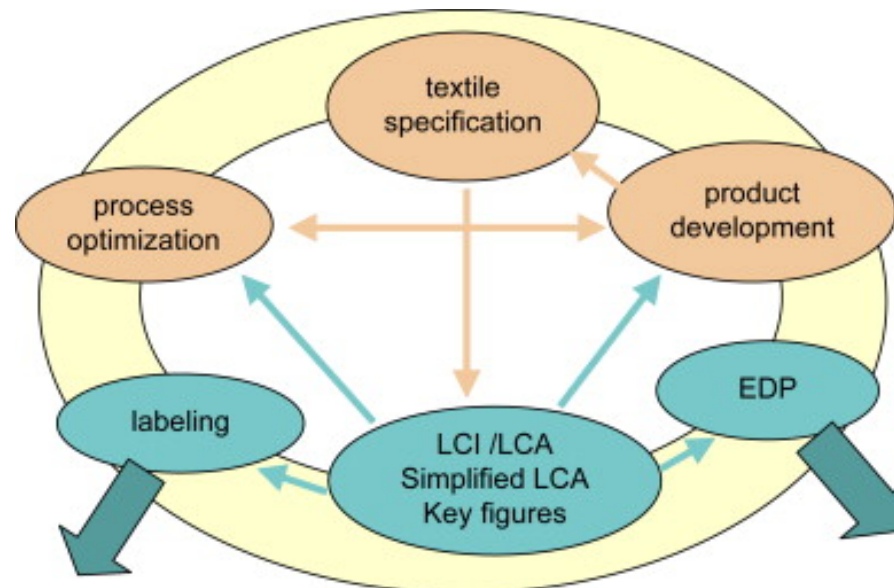 textile
specification
process
optimization
product
development
labeling
EDP
LCI /LCA
Simplified LCA
Key figures